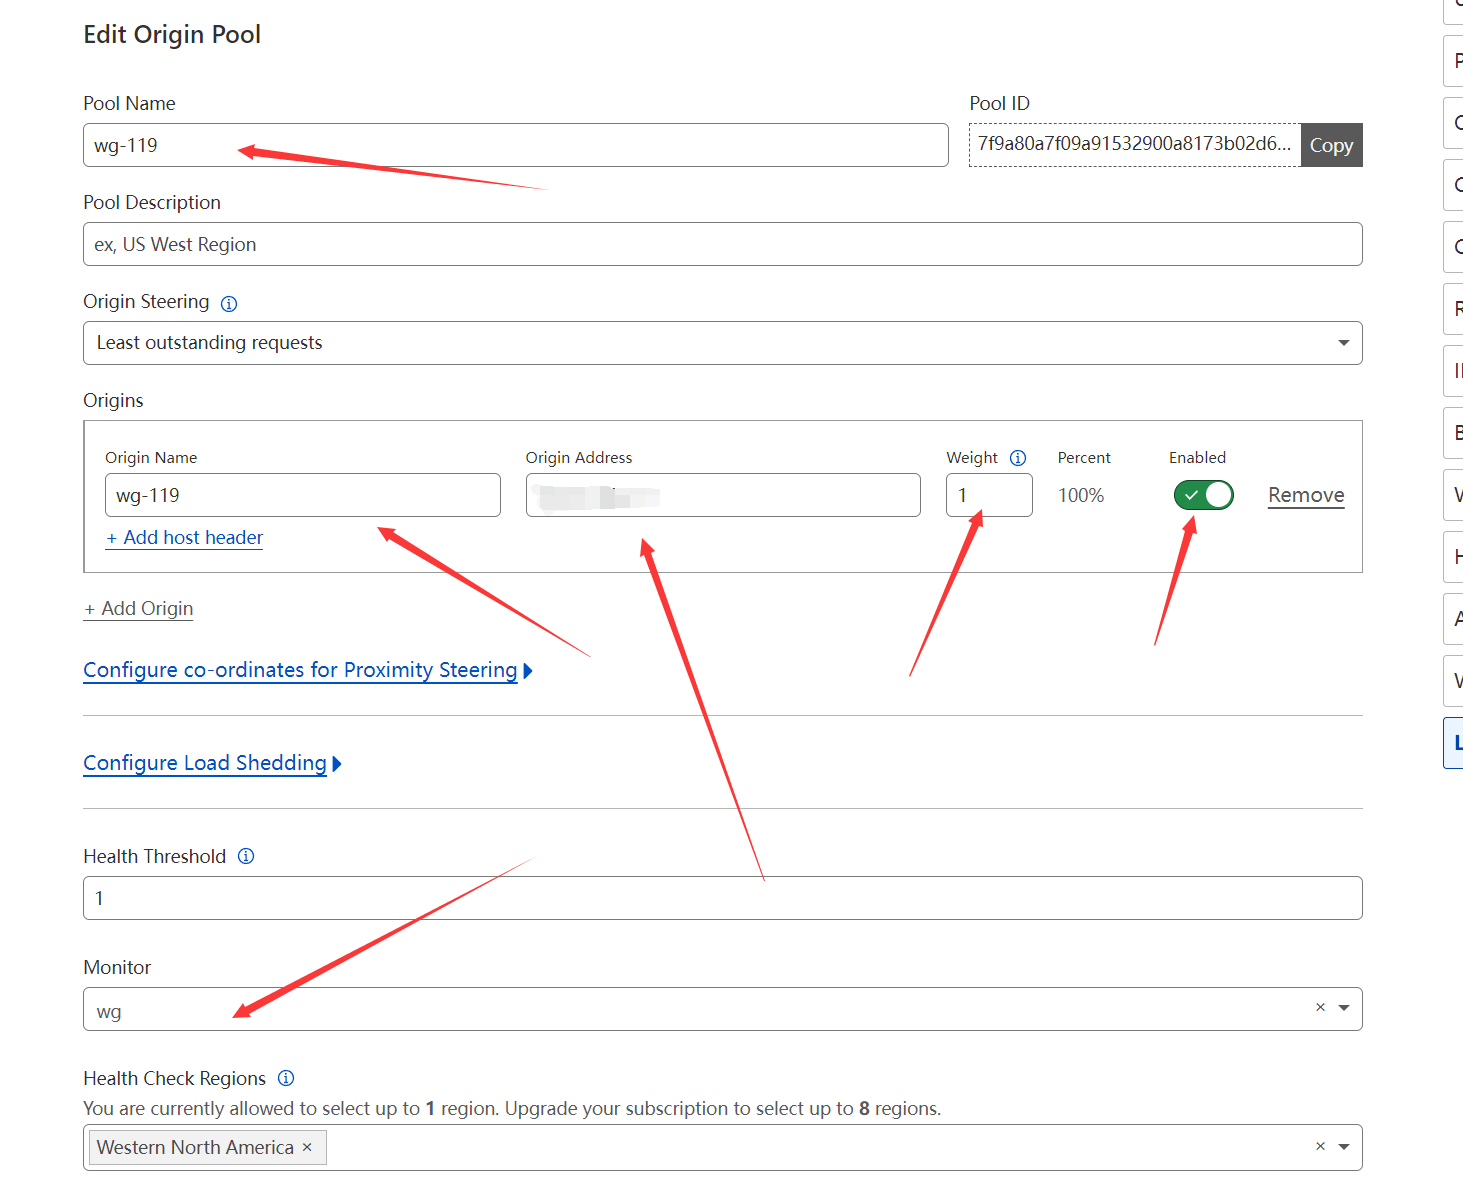 Edit Origin Pool
Pool Name
Pool ID
wg-119
7f9a80a7f09a91532900a8173b02d6...
Copy
Pool Description
ex, US West Region
Origin Steering
Least outstanding requests
Origins
Origin Name
Origin Address
Weight
Percent
Enabled
wg-119
1
100%
Remove
+ Add host header
+ Add Origin
Configure co-ordinates for Proximity Steering
Configure Load Shedding
Health Threshold
1
Monitor
wg
Health Check Regions
You are currently allowed to select up to 1 region. Upgrade your subscription to select up to 8 regions.
Western North America ×